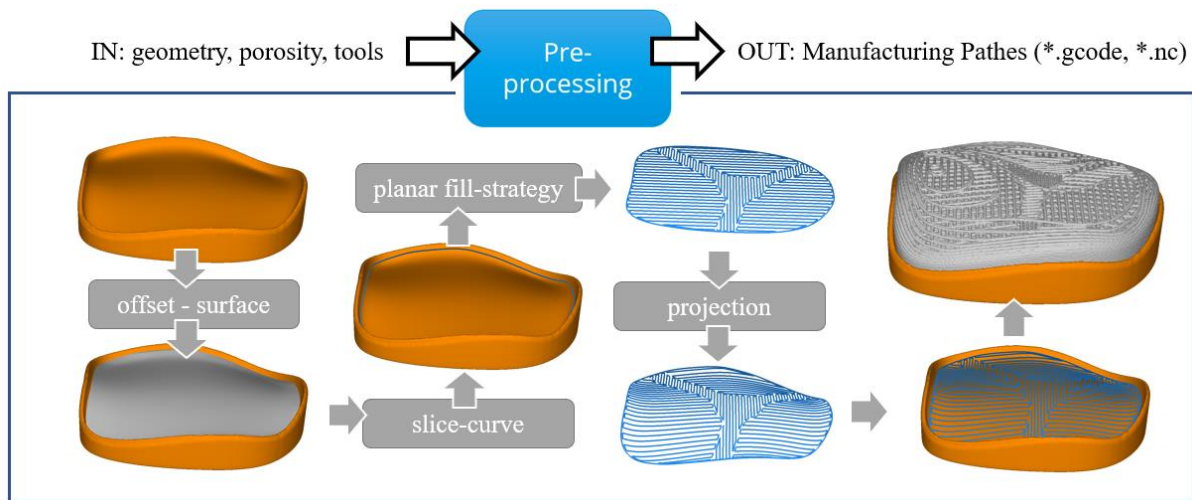 IN: geometry, porosity, tools
Pre-
processing
OUT: Manufacturing Pathes (*.gcode, *.nc)
offset - surface
slice-curve
planar fill-strategy
projection